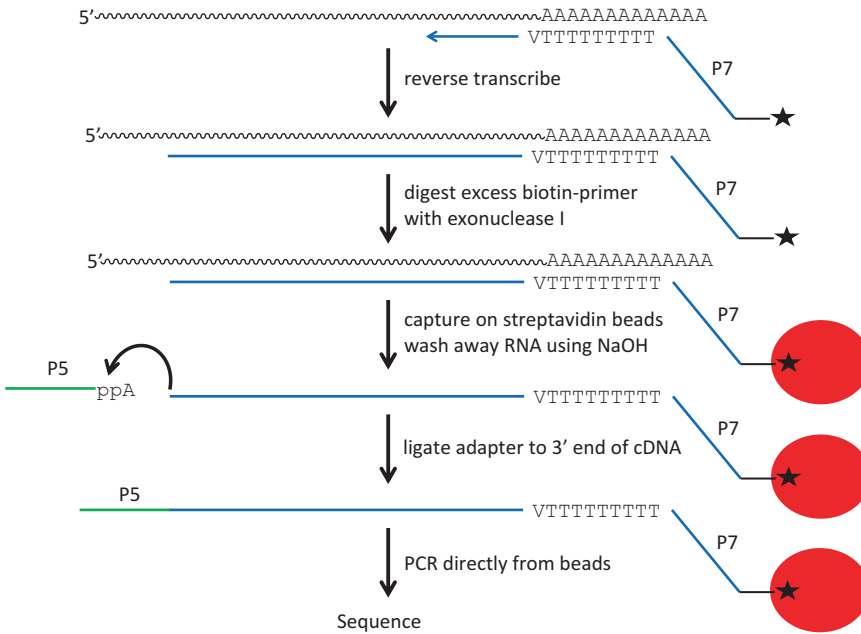 5’ AAAAAAAAAAAAA
VTTTTTTTTT
P7
reverse transcribe
5’ AAAAAAAAAAAAA
VTTTTTTTTT
P7
digest excess biotin-primer
with exonuclease I
5’ AAAAAAAAAAAAA
VTTTTTTTTT
P7
capture on streptavidin beads
wash away RNA using NaOH
P5
ppA
VTTTTTTTTT
P7
ligate adapter to 3’ end of cDNA
P5
VTTTTTTTTT
P7
PCR directly from beads
Sequence